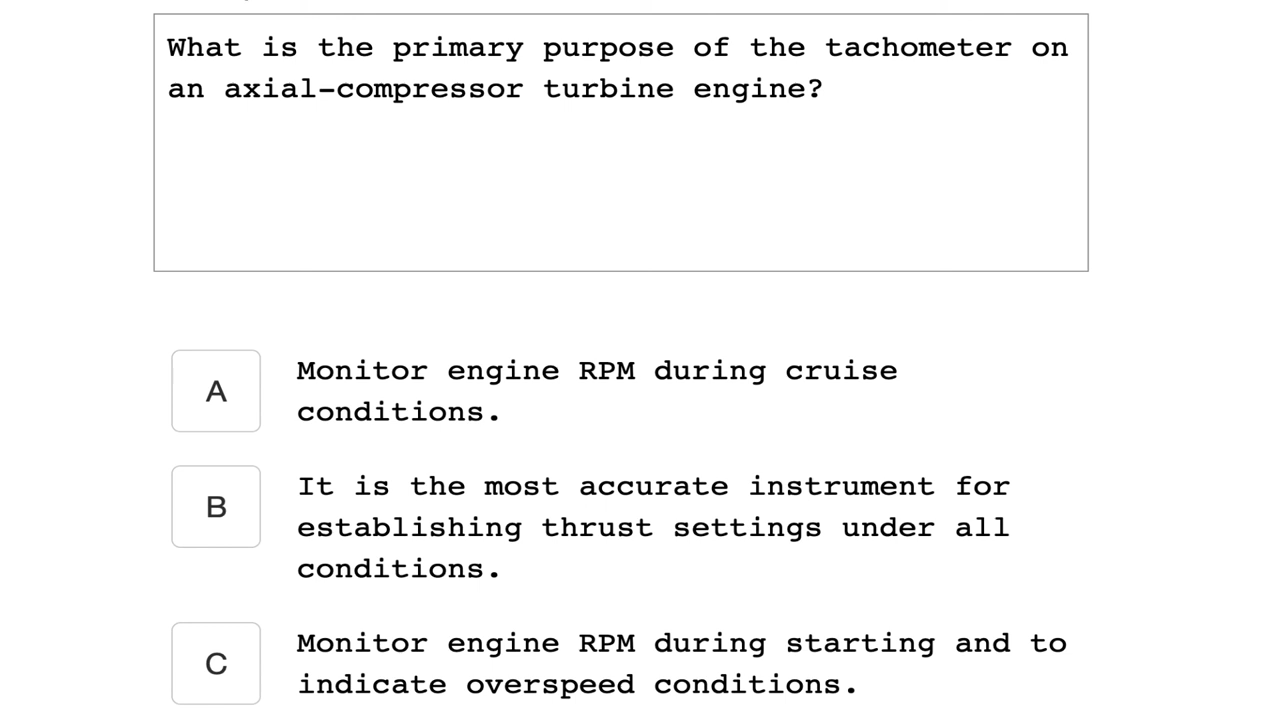 What is the primary purpose of the tachometer on
an axial-compressor turbine engine?
A
Monitor engine RPM during cruise
conditions.
B
It is the most accurate instrument for
establishing thrust settings under all
conditions.
C
Monitor engine RPM during starting and to
indicate overspeed conditions.